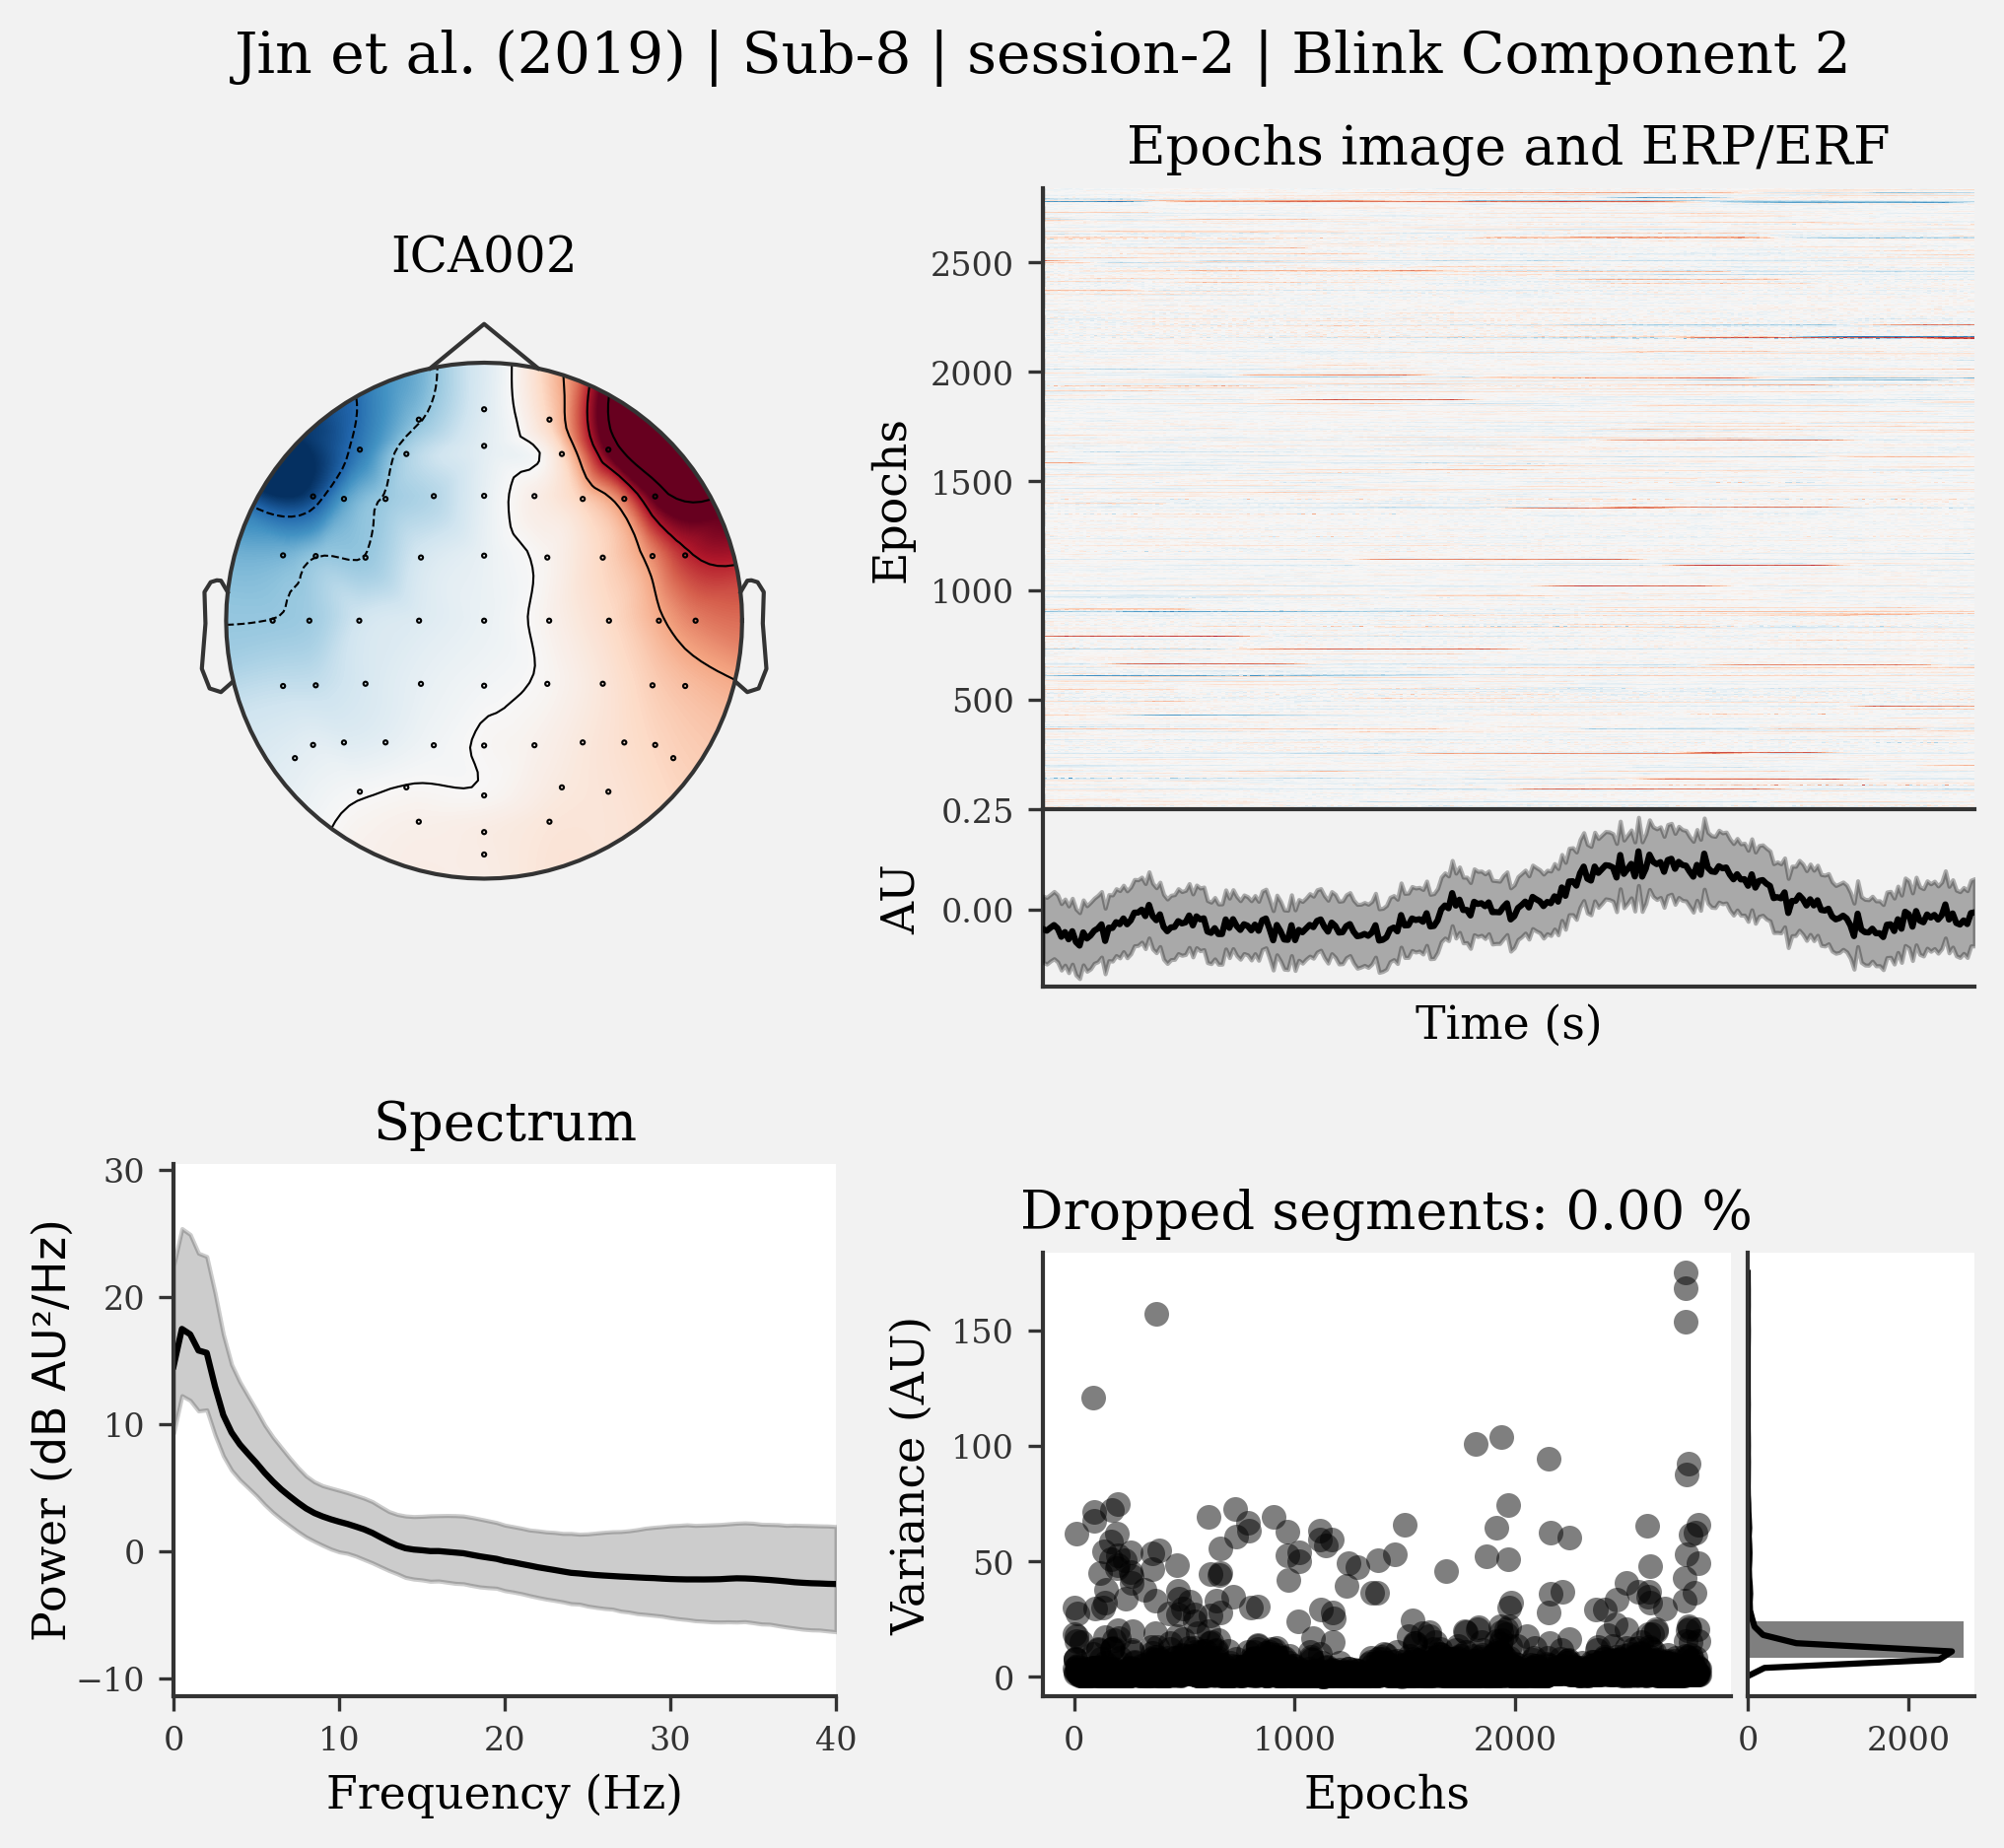 Jin et al. (2019) | Sub-8 | session-2 | Blink Component 2
ICA002
Epochs image and ERP/ERF
Epochs
2500
2000
1500
1000
500
0.25
0.00
AU
Time (s)
Spectrum
Power (dB AU²/Hz)
30
20
10
0
−10
0 10 20 30 40
Frequency (Hz)
Dropped segments: 0.00 %
Variance (AU)
150
100
50
0
0 1000 2000
Epochs
0 2000